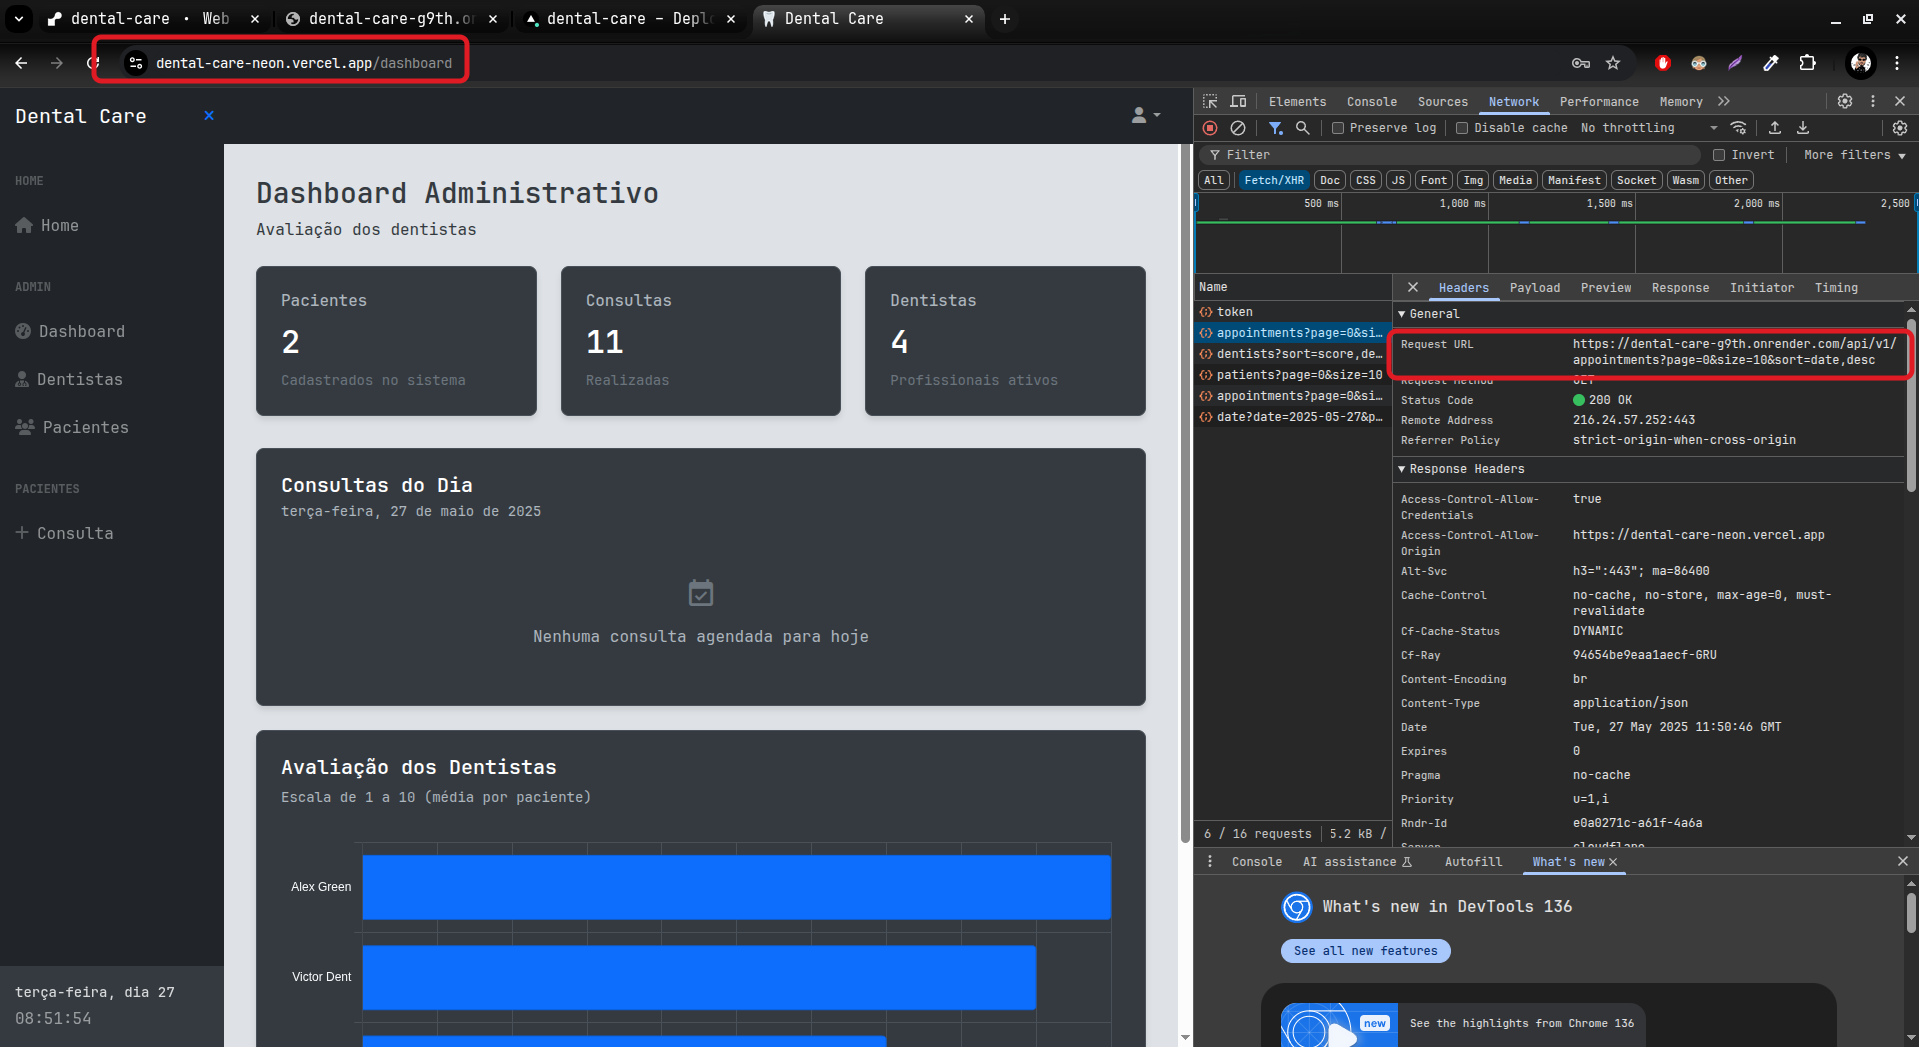 dental-care • Web
dental-care-g9th.on
dental-care – Deplo
Dental Care
dental-care-neon.vercel.app/dashboard
Dental Care
HOME
Home
ADMIN
Dashboard
Dentistas
Pacientes
PACIENTES
Consulta
terça-feira, dia 27
08:51:54
Dashboard Administrativo
Avaliação dos dentistas
Pacientes
2
Cadastrados no sistema
Consultas
11
Realizadas
Dentistas
4
Profissionais ativos
Consultas do Dia
terça-feira, 27 de maio de 2025
Nenhuma consulta agendada para hoje
Avaliação dos Dentistas
Escala de 1 a 10 (média por paciente)
Alex Green
Victor Dent
Elements Console Sources Network Performance Memory
Preserve log Disable cache No throttling
Filter Invert More filters
All Fetch/XHR Doc CSS JS Font Img Media Manifest Socket Wasm Other
500 ms 1,000 ms 1,500 ms 2,000 ms 2,500
Name
token
appointments?page=0&si...
dentists?sort=score,de...
patients?page=0&size=10
appointments?page=0&si...
date?date=2025-05-27&p...
6 / 16 requests 5.2 kB /
Headers Payload Preview Response Initiator Timing
General
Request URL https://dental-care-g9th.onrender.com/api/v1/
appointments?page=0&size=10&sort=date,desc
Request Method GET
Status Code 200 OK
Remote Address 216.24.57.252:443
Referrer Policy strict-origin-when-cross-origin
Response Headers
Access-Control-Allow-Credentials true
Access-Control-Allow-Origin https://dental-care-neon.vercel.app
Alt-Svc h3=":443"; ma=86400
Cache-Control no-cache, no-store, max-age=0, must-
revalidate
Cf-Cache-Status DYNAMIC
Cf-Ray 94654be9eaa1aecf-GRU
Content-Encoding br
Content-Type application/json
Date Tue, 27 May 2025 11:50:46 GMT
Expires 0
Pragma no-cache
Priority u=1,i
Rndr-Id e0a0271c-a61f-4a6a
Server cloudflare
Console AI assistance Autofill What's new
What's new in DevTools 136
See all new features
new
See the highlights from Chrome 136